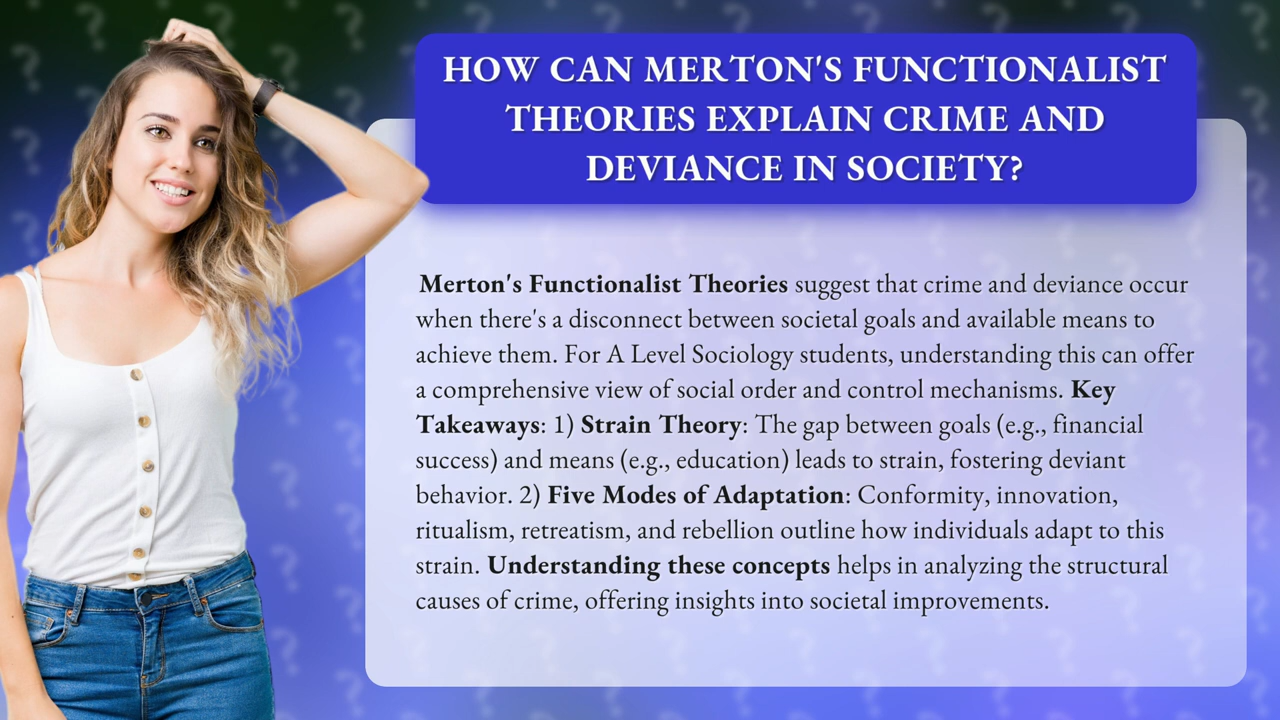 HOW CAN MERTON'S FUNCTIONALIST
THEORIES EXPLAIN CRIME AND
DEVIANCE IN SOCIETY?
Merton's Functionalist Theories suggest that crime and deviance occur
when there's a disconnect between societal goals and available means to
achieve them. For A Level Sociology students, understanding this can offer
a comprehensive view of social order and control mechanisms. Key
Takeaways: 1) Strain Theory: The gap between goals (e.g., financial
success) and means (e.g., education) leads to strain, fostering deviant
behavior. 2) Five Modes of Adaptation: Conformity, innovation,
ritualism, retreatism, and rebellion outline how individuals adapt to this
strain. Understanding these concepts helps in analyzing the structural
causes of crime, offering insights into societal improvements.